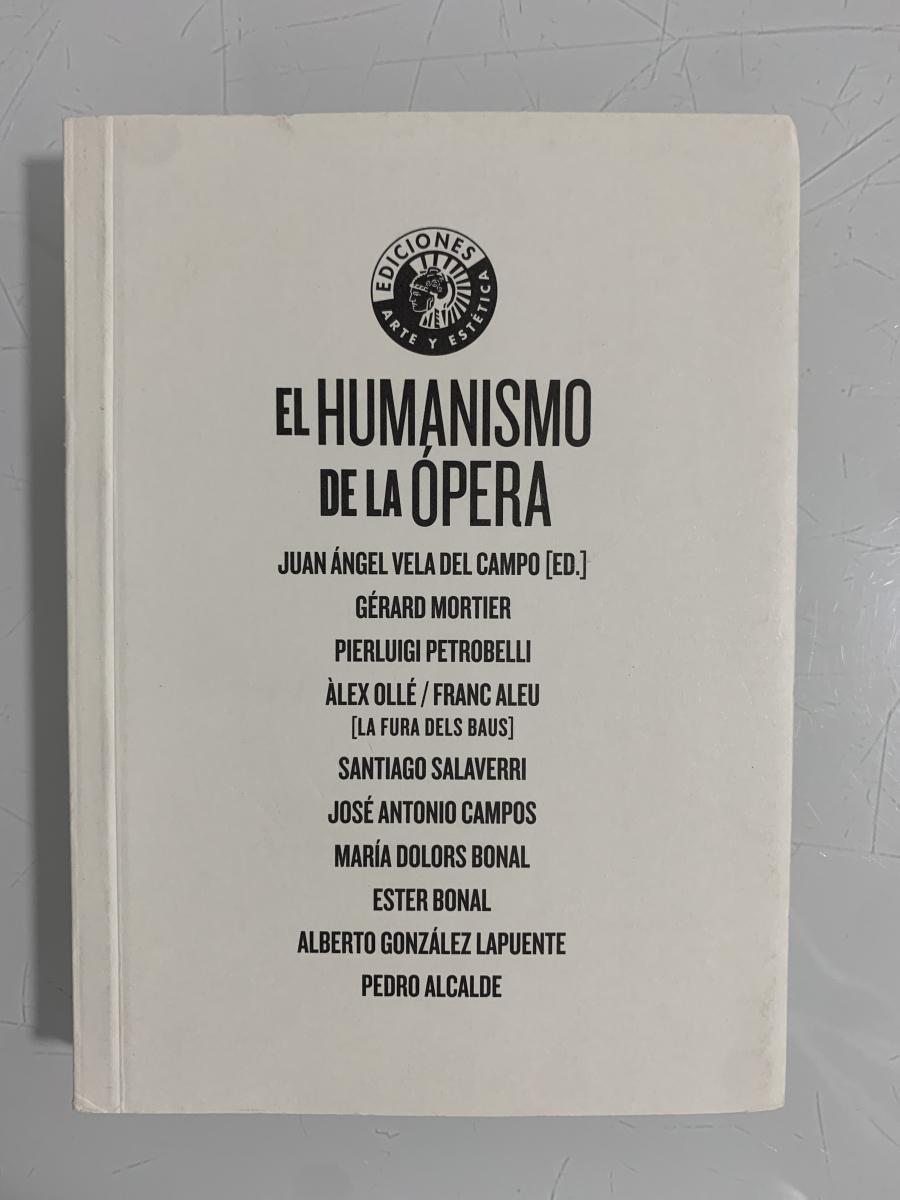 EDICIONES
ARTE Y ESTÉTICA
EL HUMANISMO
DE LA ÓPERA
JUAN ÁNGEL VELA DEL CAMPO [ED.]
GÉRARD MORTIER
PIERLUIGI PETROBELLI
ÀLEX OLLÉ / FRANC ALEU
[LA FURA DELS BAUS]
SANTIAGO SALAVERRI
JOSÉ ANTONIO CAMPOS
MARÍA DOLORS BONAL
ESTER BONAL
ALBERTO GONZÁLEZ LAPUENTE
PEDRO ALCALDE